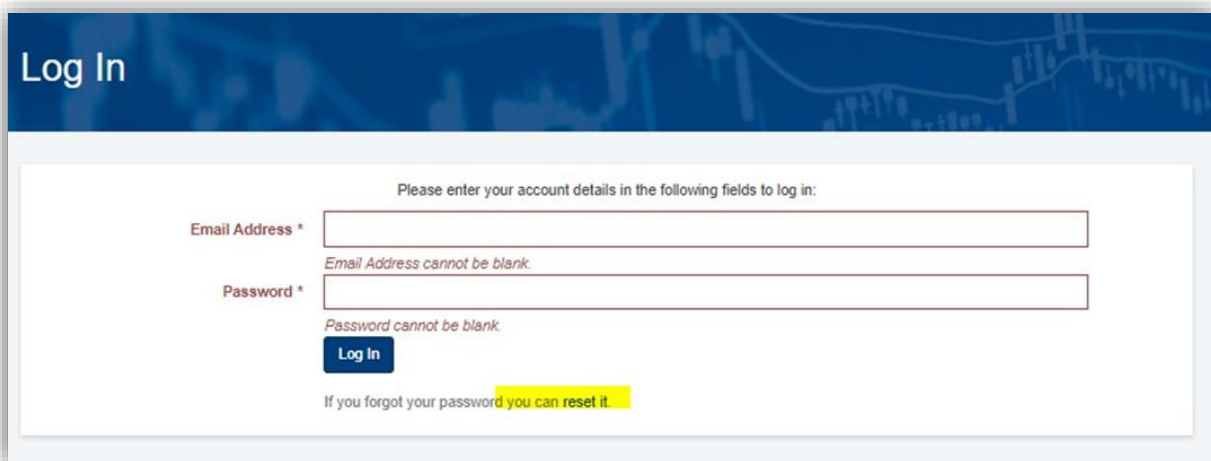 Log In
Please enter your account details in the following fields to log in:
Email Address *
Email Address cannot be blank.
Password *
Password cannot be blank.
Log In
If you forgot your password you can reset it.